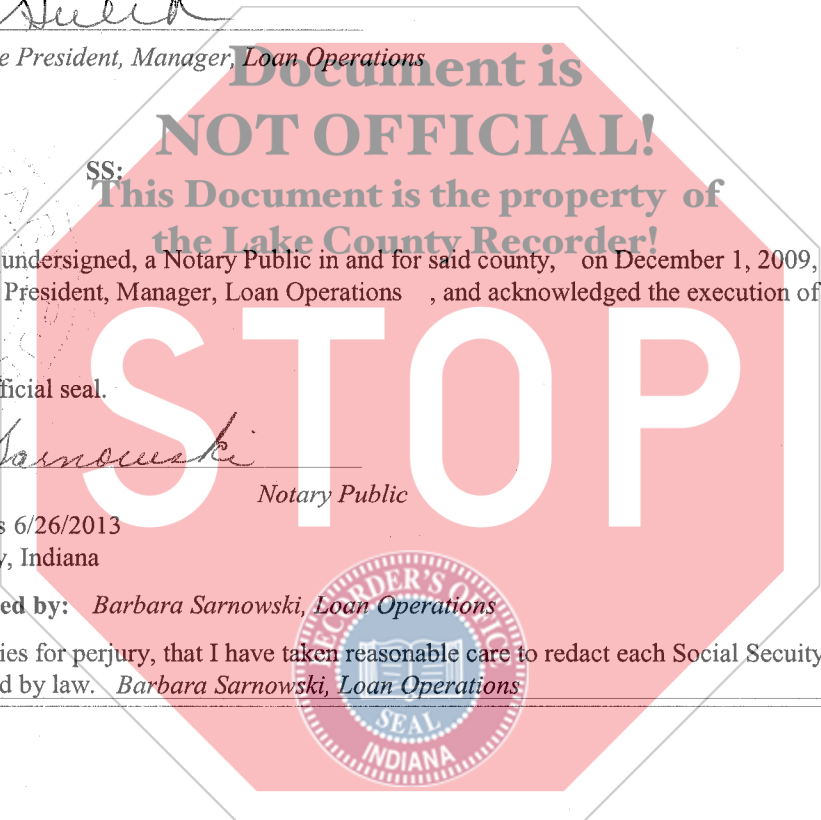 e President, Manager, Loan Operations
Document is
NOT OFFICIAL!
SS:
This Document is the property of
the Lake County Recorder!
undersigned, a Notary Public in and for said county, on December 1, 2009,
President, Manager, Loan Operations , and acknowledged the execution of
STOP
ficial seal.
Sarnowski
Notary Public
s 6/26/2013
y, Indiana
ed by: Barbara Sarnowski, Loan Operations
ies for perjury, that I have taken reasonable care to redact each Social Secuity
d by law. Barbara Sarnowski, Loan Operations
RECORDER'S OFFICE
SEAL
INDIANA